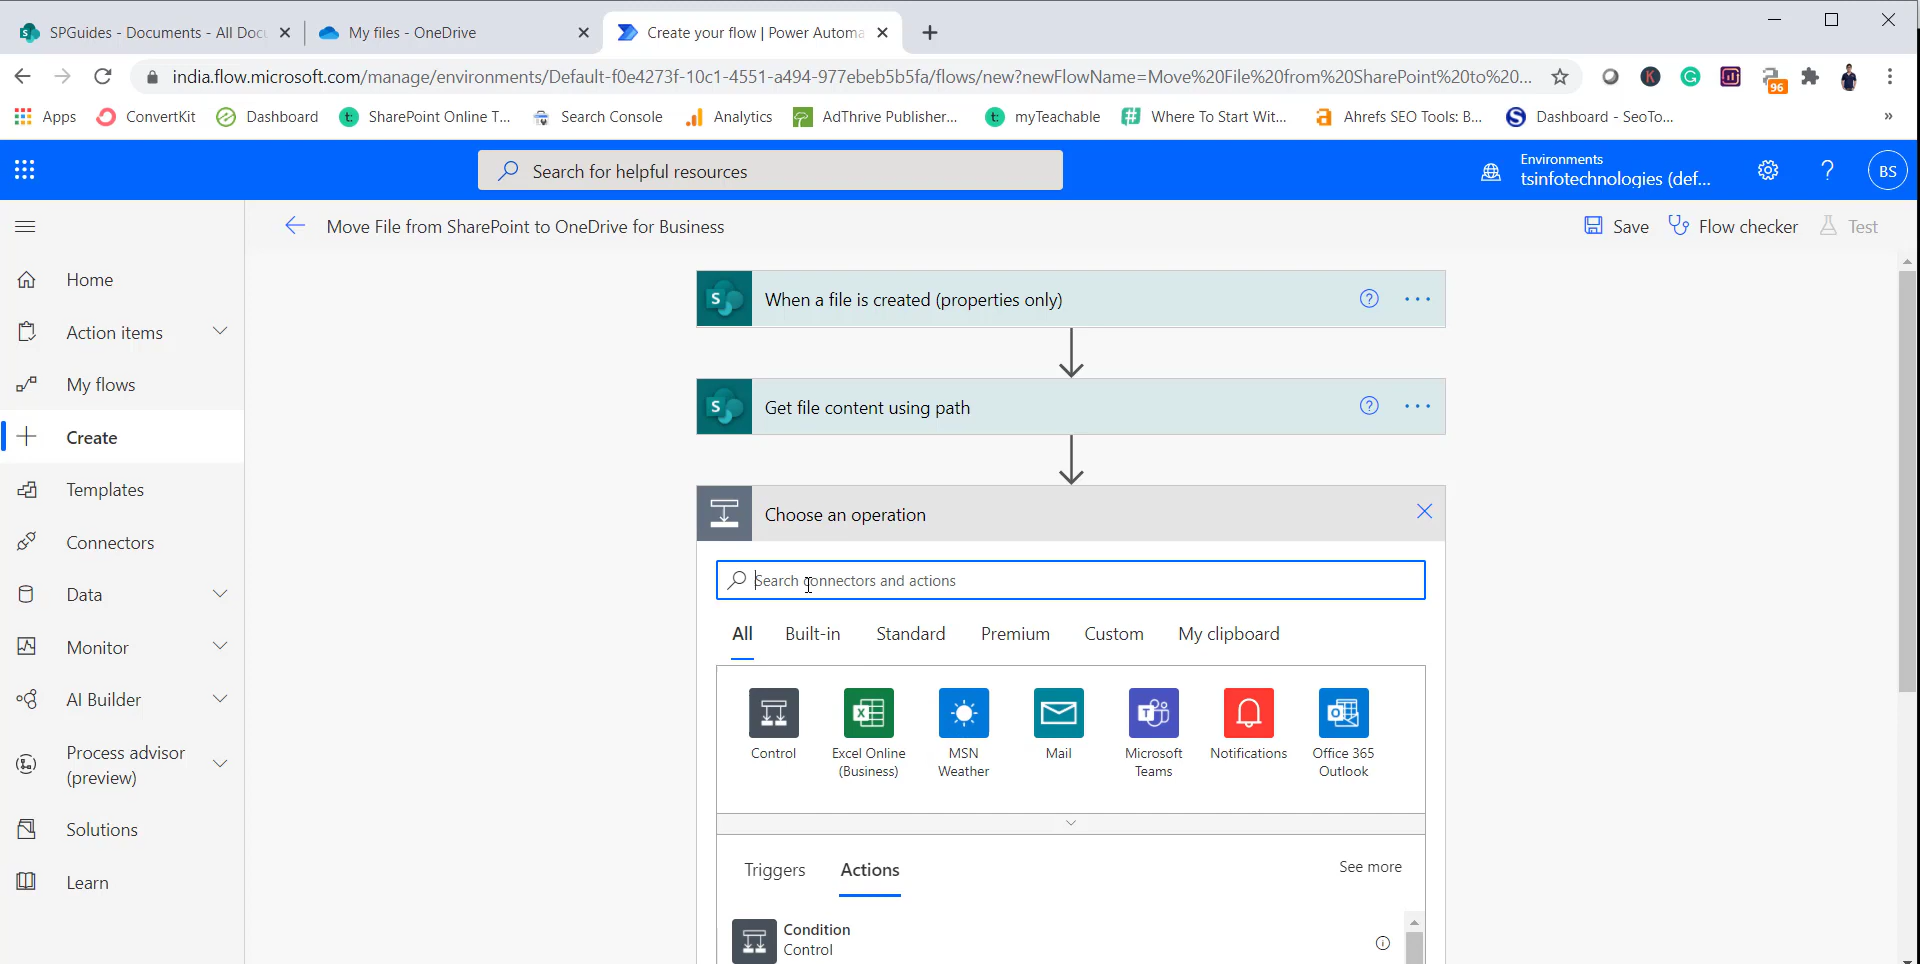 SPGuides - Documents - All Doc
My files - OneDrive
Create your flow | Power Automa
india.flow.microsoft.com/manage/environments/Default-f0e4273f-10c1-4551-a494-977ebeb5b5fa/flows/new?newFlowName=Move%20File%20from%20SharePoint%20to%20...
96
Apps
ConvertKit
Dashboard
SharePoint Online T...
Search Console
Analytics
AdThrive Publisher...
myTeachable
Where To Start Wit...
Ahrefs SEO Tools: B...
Dashboard - SeoTo...
»
Search for helpful resources
Environments
tsinfotechnologies (def...
?
BS
Move File from SharePoint to OneDrive for Business
Save
Flow checker
Test
Home
Action items
My flows
Create
Templates
Connectors
Data
Monitor
AI Builder
Process advisor
(preview)
Solutions
Learn
When a file is created (properties only)
Get file content using path
Choose an operation
Search connectors and actions
All
Built-in
Standard
Premium
Custom
My clipboard
Control
Excel Online
(Business)
MSN
Weather
Mail
Microsoft
Teams
Notifications
Office 365
Outlook
Triggers
Actions
See more
Condition
Control